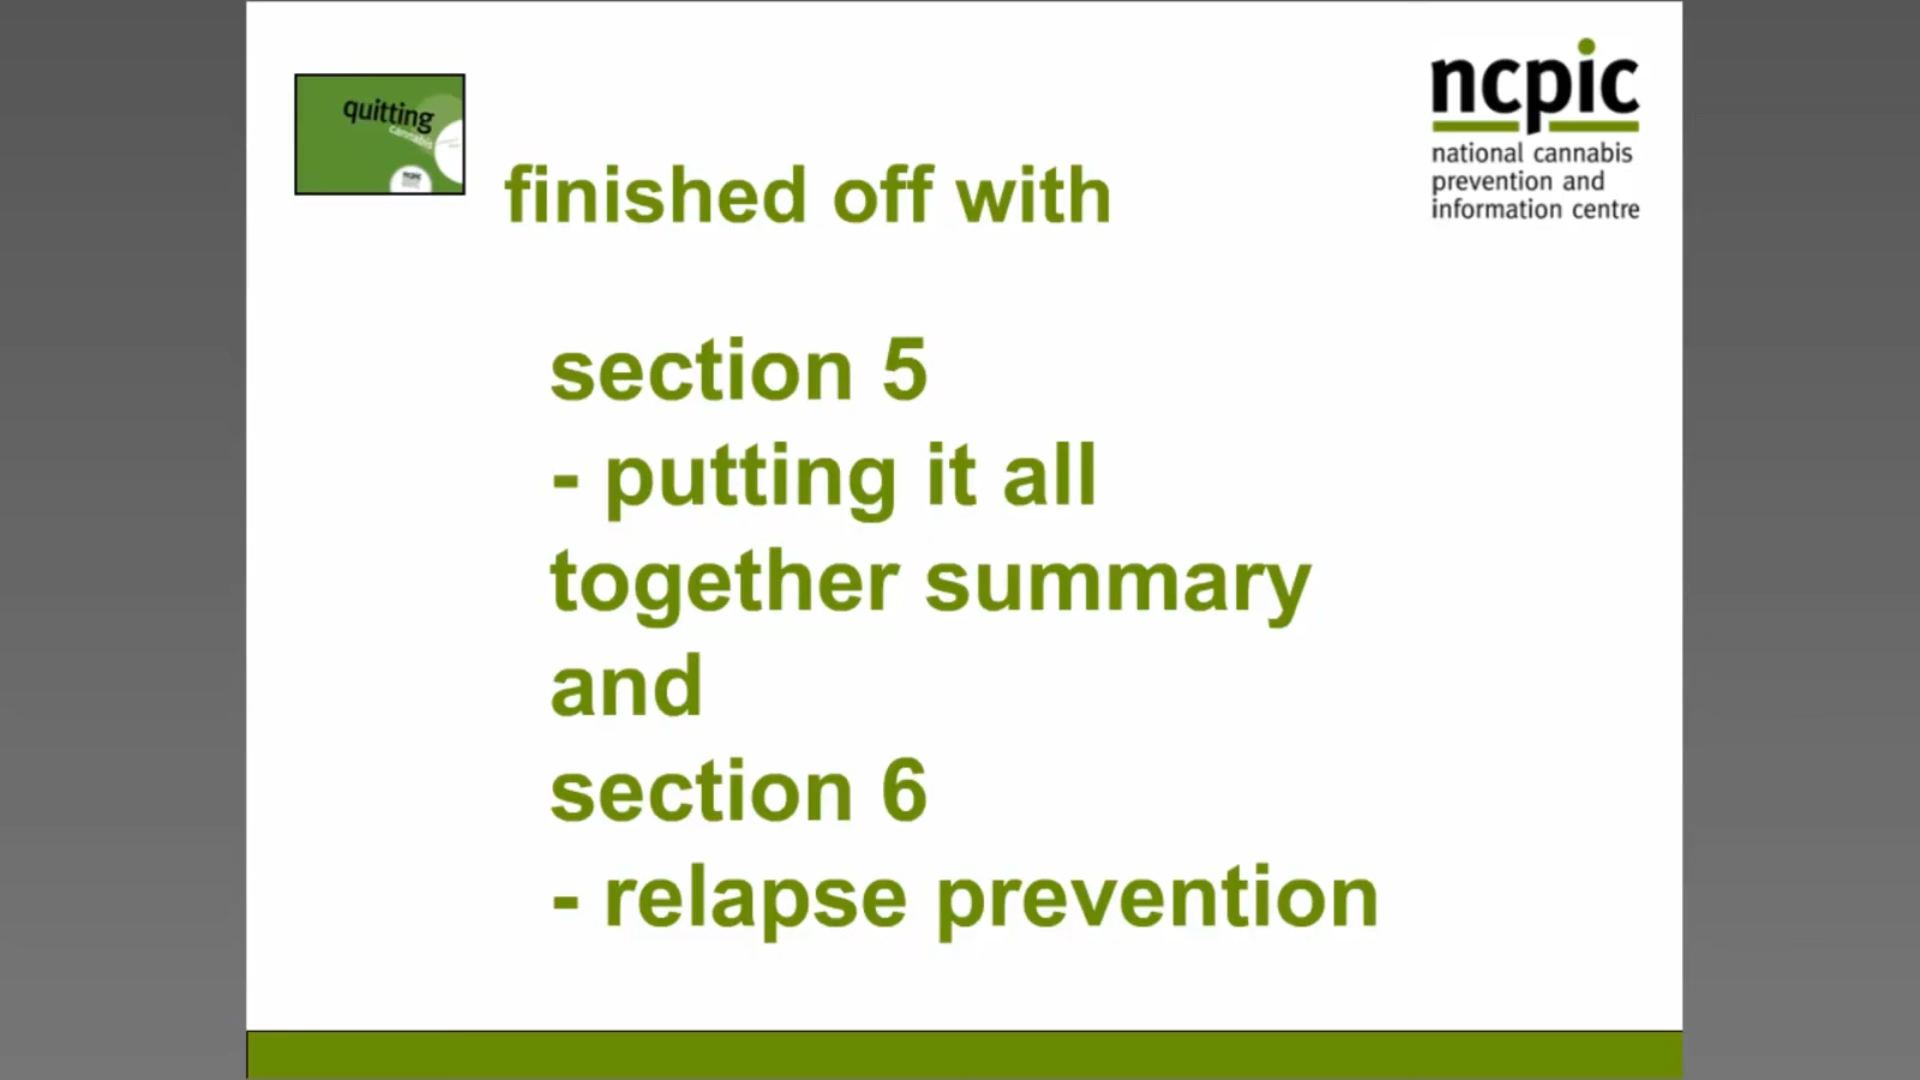 quitting
cannabis
ncpic
national cannabis
prevention and
information centre
finished off with
section 5
- putting it all
together summary
and
section 6
- relapse prevention